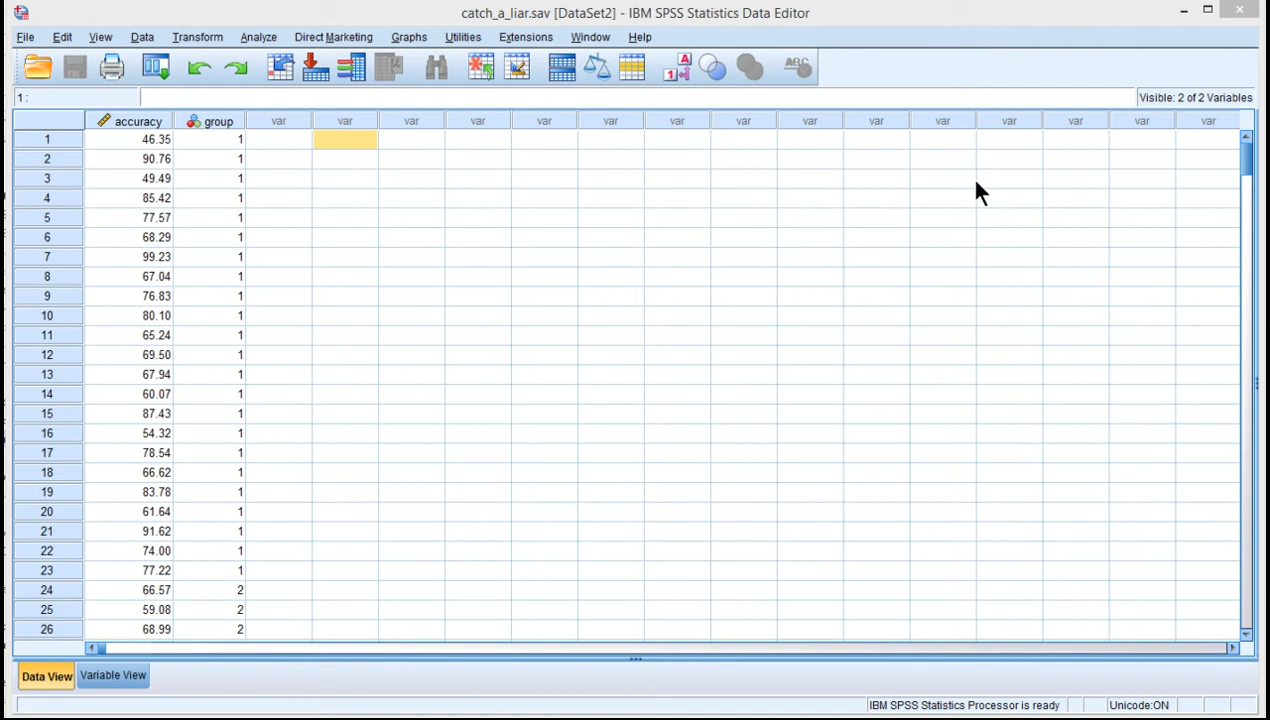 catch_a_liar.sav [DataSet2] - IBM SPSS Statistics Data Editor
File Edit View Data Transform Analyze Direct Marketing Graphs Utilities Extensions Window Help
A 1 ABC
1 : Visible: 2 of 2 Variables
accuracy group var var var var var var var var var var var var var var var
1 46.35 1
2 90.76 1
3 49.49 1
4 85.42 1
5 77.57 1
6 68.29 1
7 99.23 1
8 67.04 1
9 76.83 1
10 80.10 1
11 65.24 1
12 69.50 1
13 67.94 1
14 60.07 1
15 87.43 1
16 54.32 1
17 78.54 1
18 66.62 1
19 83.78 1
20 61.64 1
21 91.62 1
22 74.00 1
23 77.22 1
24 66.57 2
25 59.08 2
26 68.99 2
Data View Variable View
IBM SPSS Statistics Processor is ready Unicode:ON